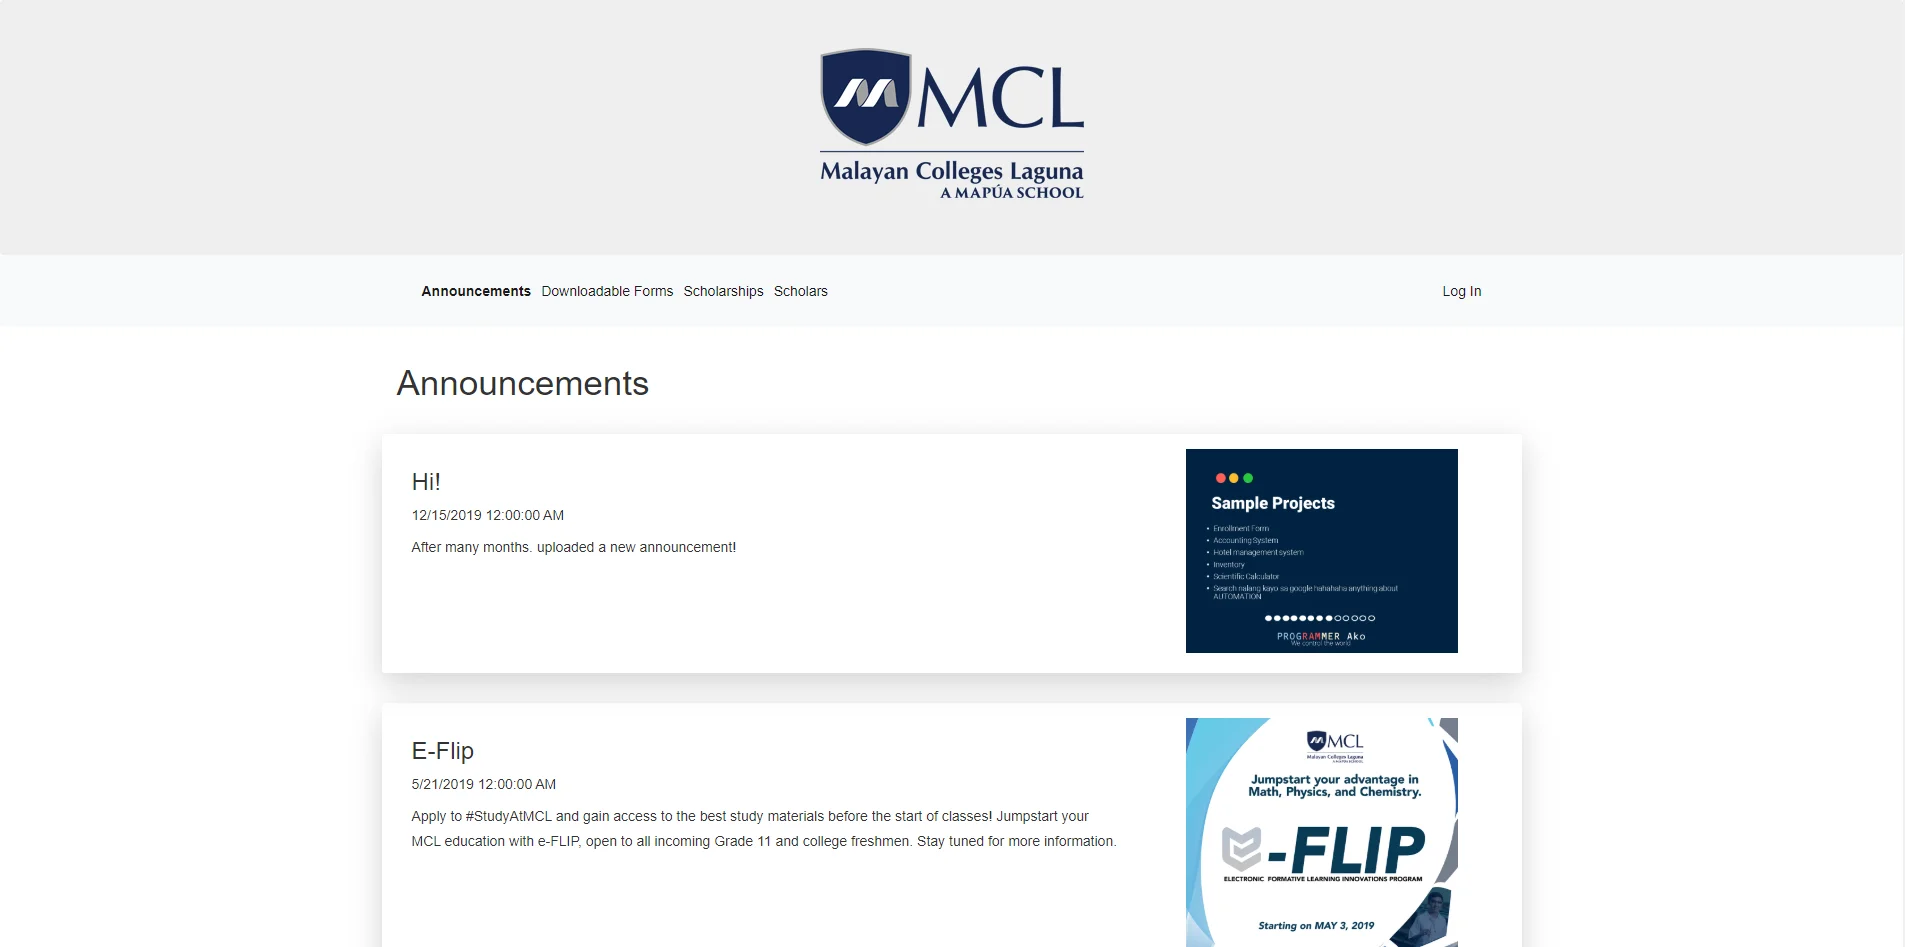 MCL
Malayan Colleges Laguna
A MAPÚA SCHOOL
Announcements Downloadable Forms Scholarships Scholars Log In
Announcements
Hi!
12/15/2019 12:00:00 AM
After many months. uploaded a new announcement!
Sample Projects
• Enrollment Form
• Accounting System
• Hotel management system
• Inventory
• Scientific Calculator
• Search nalang kayo sa google hahahaha anything about
AUTOMATION
PROGRAMMER Ako
We control the world
E-Flip
5/21/2019 12:00:00 AM
Apply to #StudyAtMCL and gain access to the best study materials before the start of classes! Jumpstart your
MCL education with e-FLIP, open to all incoming Grade 11 and college freshmen. Stay tuned for more information.
MCL
Malayan Colleges Laguna
A MAPÚA SCHOOL
Jumpstart your advantage in
Math, Physics, and Chemistry.
e-FLIP
ELECTRONIC FORMATIVE LEARNING INNOVATIONS PROGRAM
Starting on MAY 3, 2019